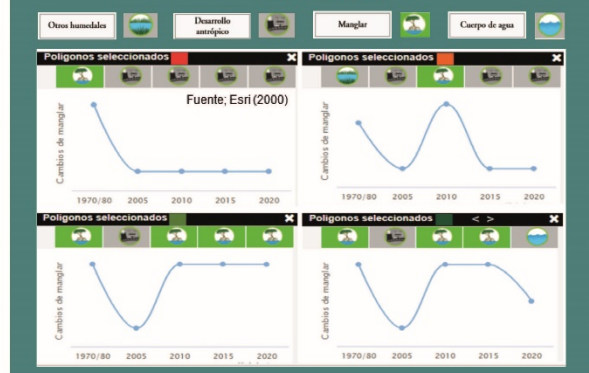 Otros humedales
Desarrollo
antrópico
Manglar
Cuerpo de agua
Poligonos seleccionados
Fuente; Esri (2000)
Cambios de manglar
1970/80 2005 2010 2015 2020
Poligonos seleccionados
Cambios de manglar
1970/80 2005 2010 2015 2020
Poligonos seleccionados
Cambios de manglar
1970/80 2005 2010 2015 2020
Poligonos seleccionados < >
Cambios de manglar
1970/80 2005 2010 2015 2020